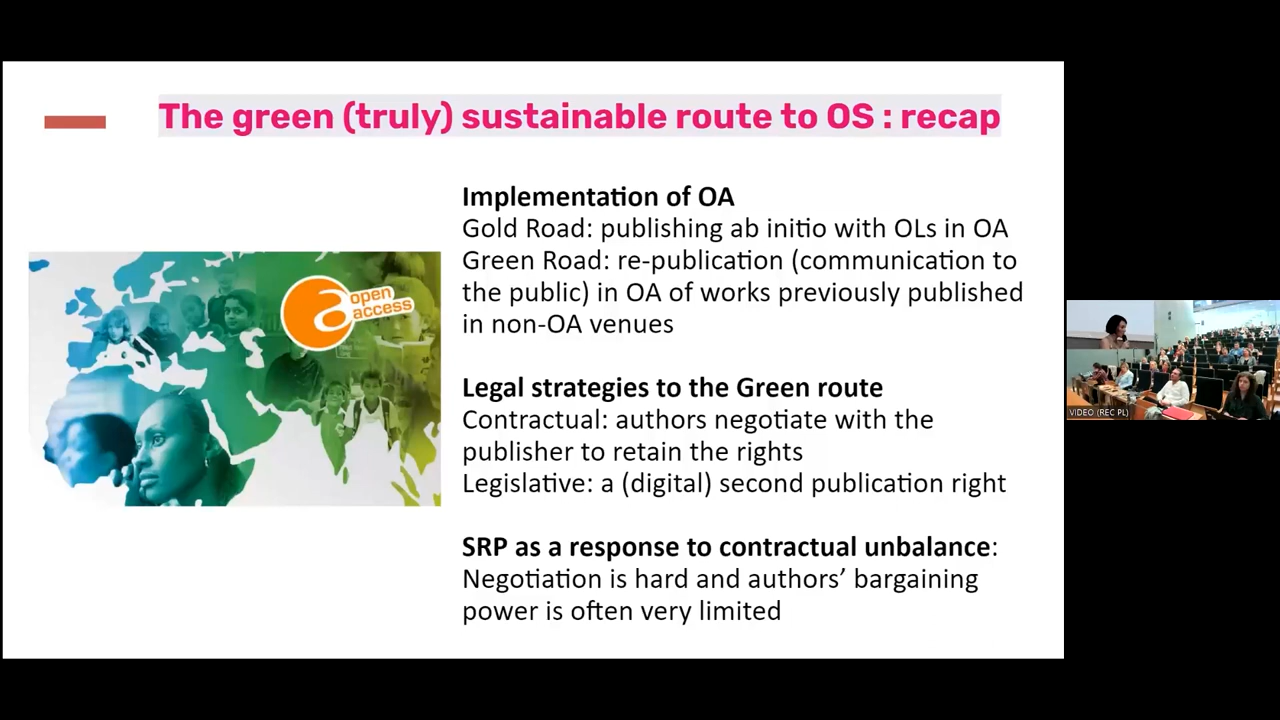 The green (truly) sustainable route to OS : recap
Implementation of OA
Gold Road: publishing ab initio with OLs in OA
Green Road: re-publication (communication to
the public) in OA of works previously published
in non-OA venues
open
access
Legal strategies to the Green route
Contractual: authors negotiate with the
publisher to retain the rights
Legislative: a (digital) second publication right
SRP as a response to contractual unbalance:
Negotiation is hard and authors’ bargaining
power is often very limited
VIDEO (REC PL)